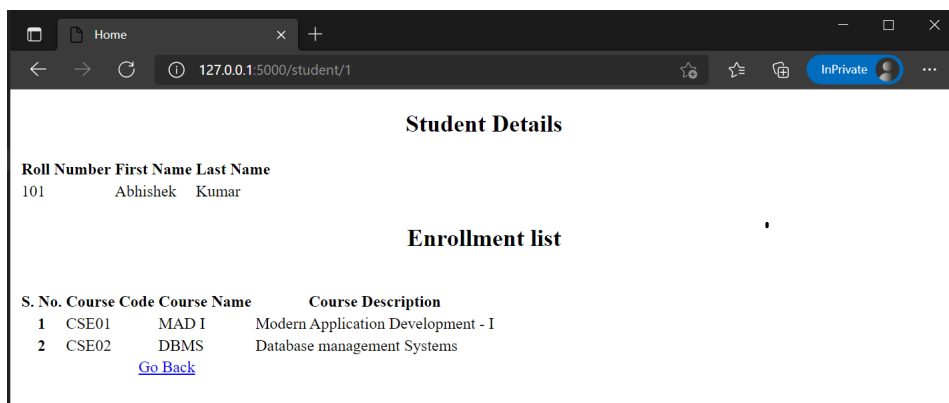 Home
127.0.0.1:5000/student/1
InPrivate
Student Details
Roll Number First Name Last Name
101 Abhishek Kumar
Enrollment list
S. No. Course Code Course Name Course Description
1 CSE01 MAD I Modern Application Development - I
2 CSE02 DBMS Database management Systems
Go Back